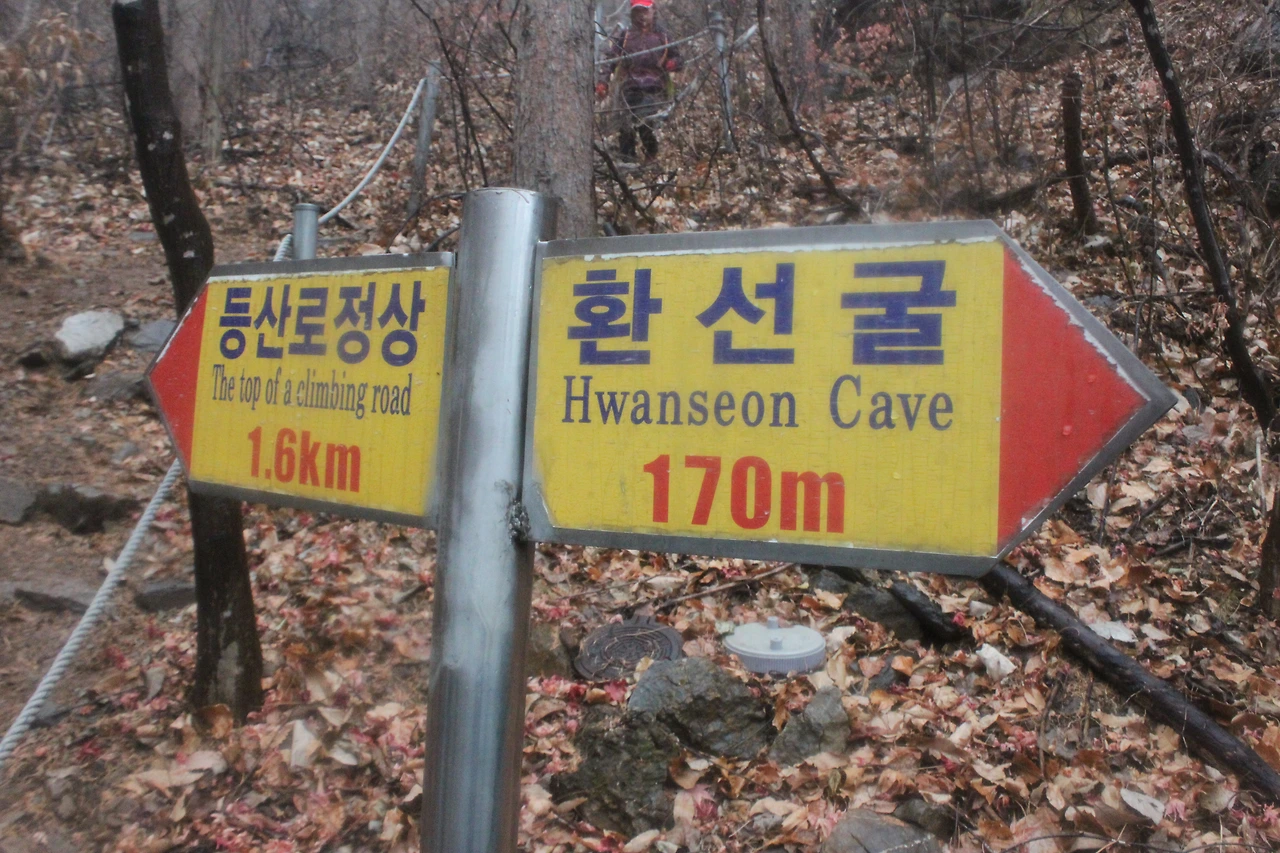 등산로정상
The top of a climbing road
1.6km
환선굴
Hwanseon Cave
170m